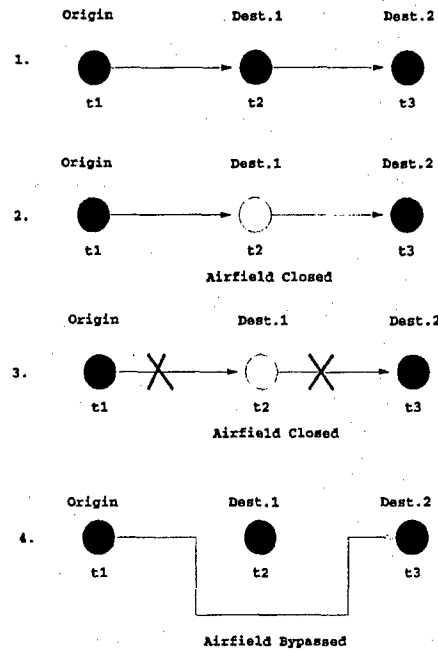 Origin Dest.1 Dest.2
1.
t1 t2 t3
Origin Dest.1 Dest.2
2.
t1 t2 t3
Airfield Closed
Origin Dest.1 Dest.2
3.
t1 t2 t3
Airfield Closed
Origin Dest.1 Dest.2
4.
t1 t2 t3
Airfield Bypassed